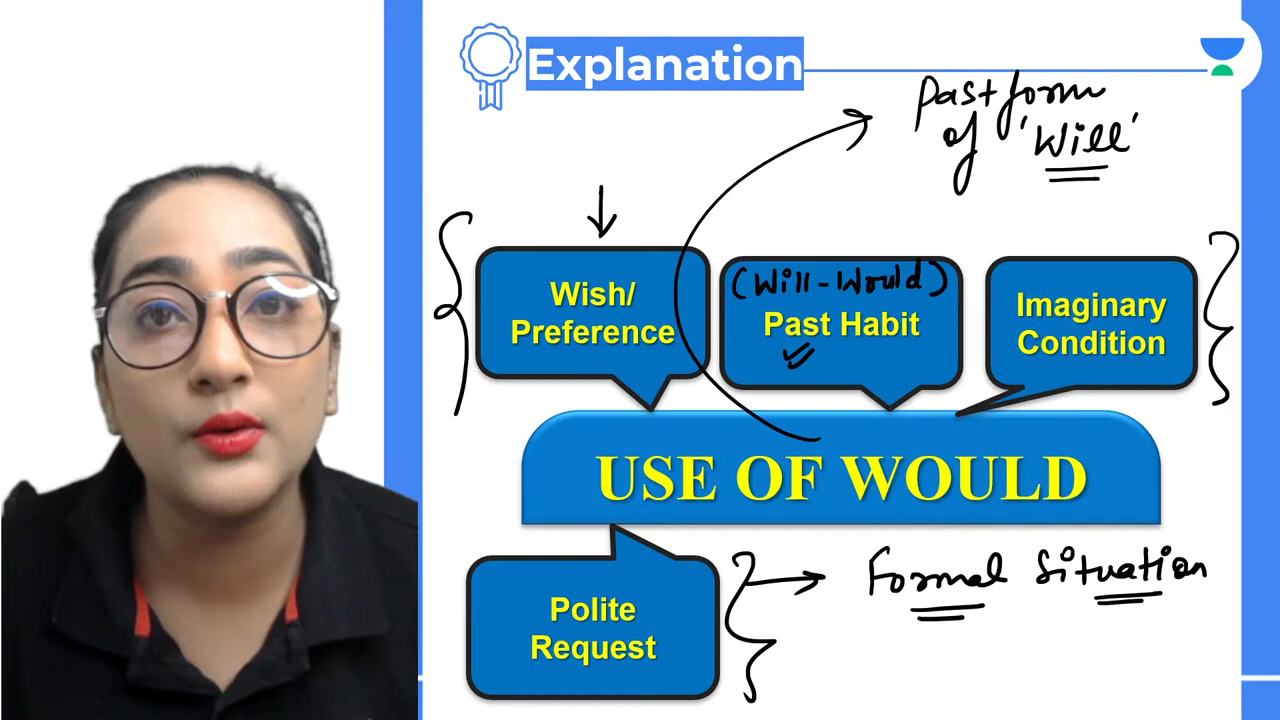 Explanation
Past form
of 'Will'
Wish/
Preference
(Will-Would)
Past Habit
Imaginary
Condition
USE OF WOULD
Polite
Request
Formal Situation